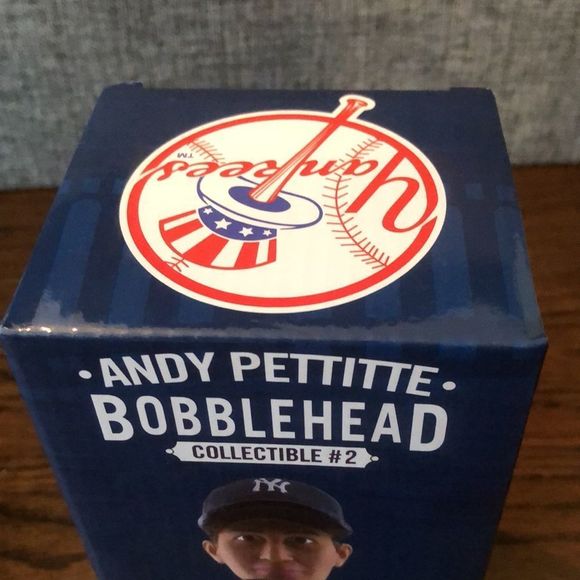 Yankees
TM
• ANDY PETTITTE •
BOBBLEHEAD
COLLECTIBLE #2
NY